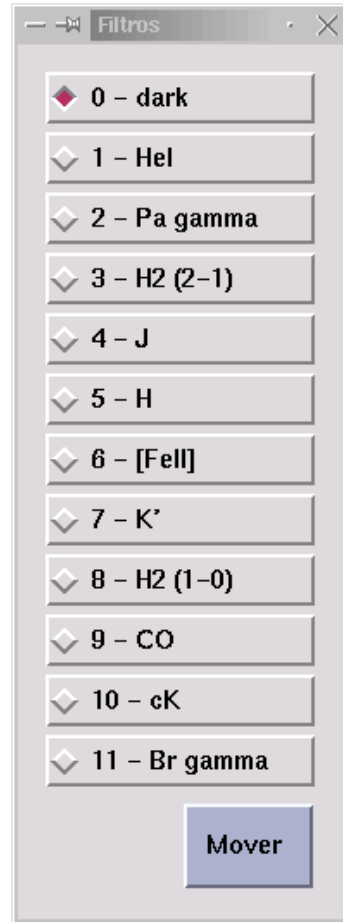 Filtros
0 – dark
1 – HeI
2 – Pa gamma
3 – H2 (2–1)
4 – J
5 – H
6 – [FeII]
7 – K’
8 – H2 (1–0)
9 – CO
10 – cK
11 – Br gamma
Mover